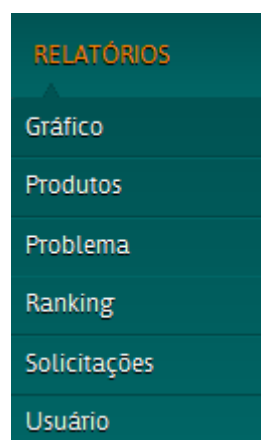 RELATÓRIOS
Gráfico
Produtos
Problema
Ranking
Solicitações
Usuário